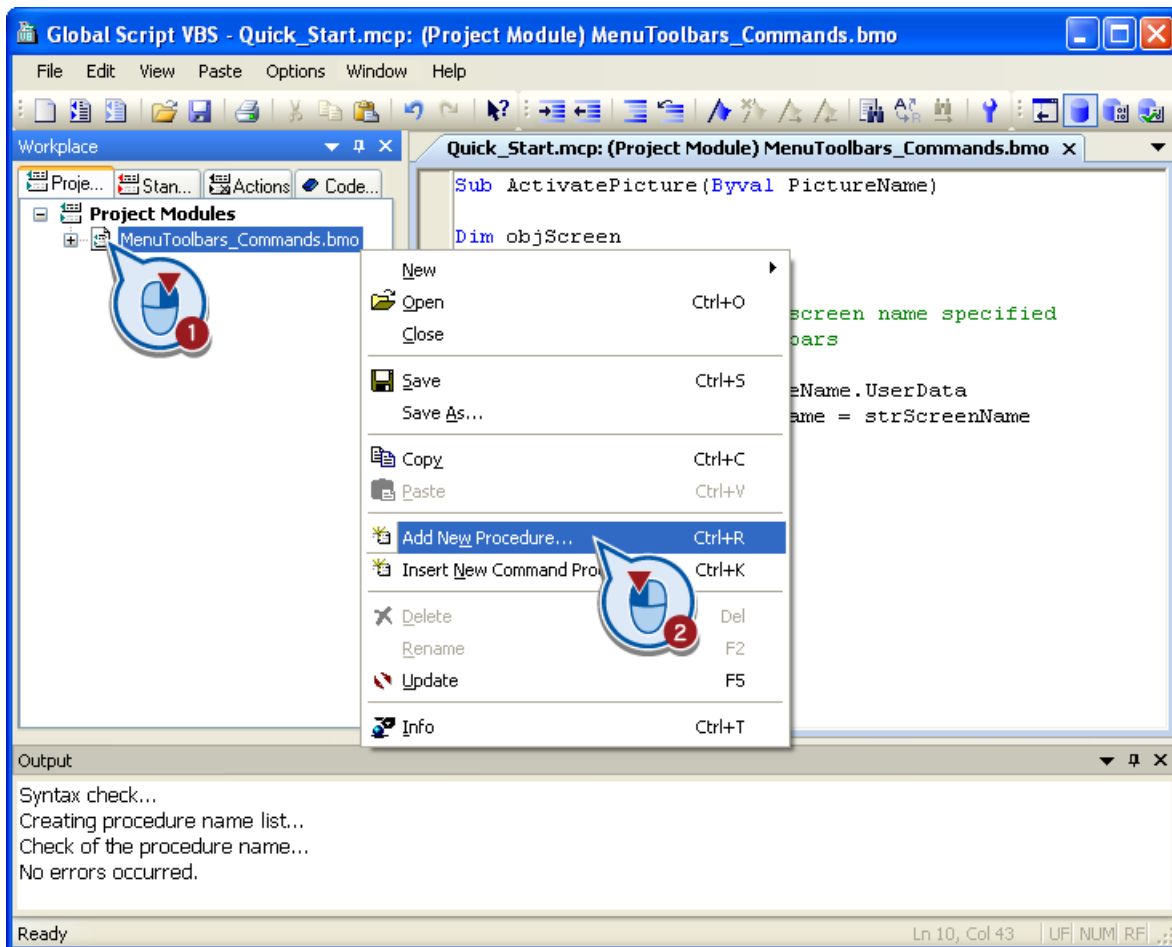 Global Script VBS - Quick_Start.mcp: (Project Module) MenuToolbars_Commands.bmo
File Edit View Paste Options Window Help
Workplace
Quick_Start.mcp: (Project Module) MenuToolbars_Commands.bmo
Proje... Stan... Actions Code...
Project Modules
MenuToolbars_Commands.bmo
Sub ActivatePicture(Byval PictureName)
Dim objScreen
screen name specified
bars
eName.UserData
ame = strScreenName
New
Open Ctrl+O
Close
Save Ctrl+S
Save As...
Copy Ctrl+C
Paste Ctrl+V
Add New Procedure... Ctrl+R
Insert New Command Pro Ctrl+K
Delete Del
Rename F2
Update F5
Info Ctrl+T
1
2
Output
Syntax check...
Creating procedure name list...
Check of the procedure name...
No errors occurred.
Ready Ln 10, Col 43 UF NUM RF